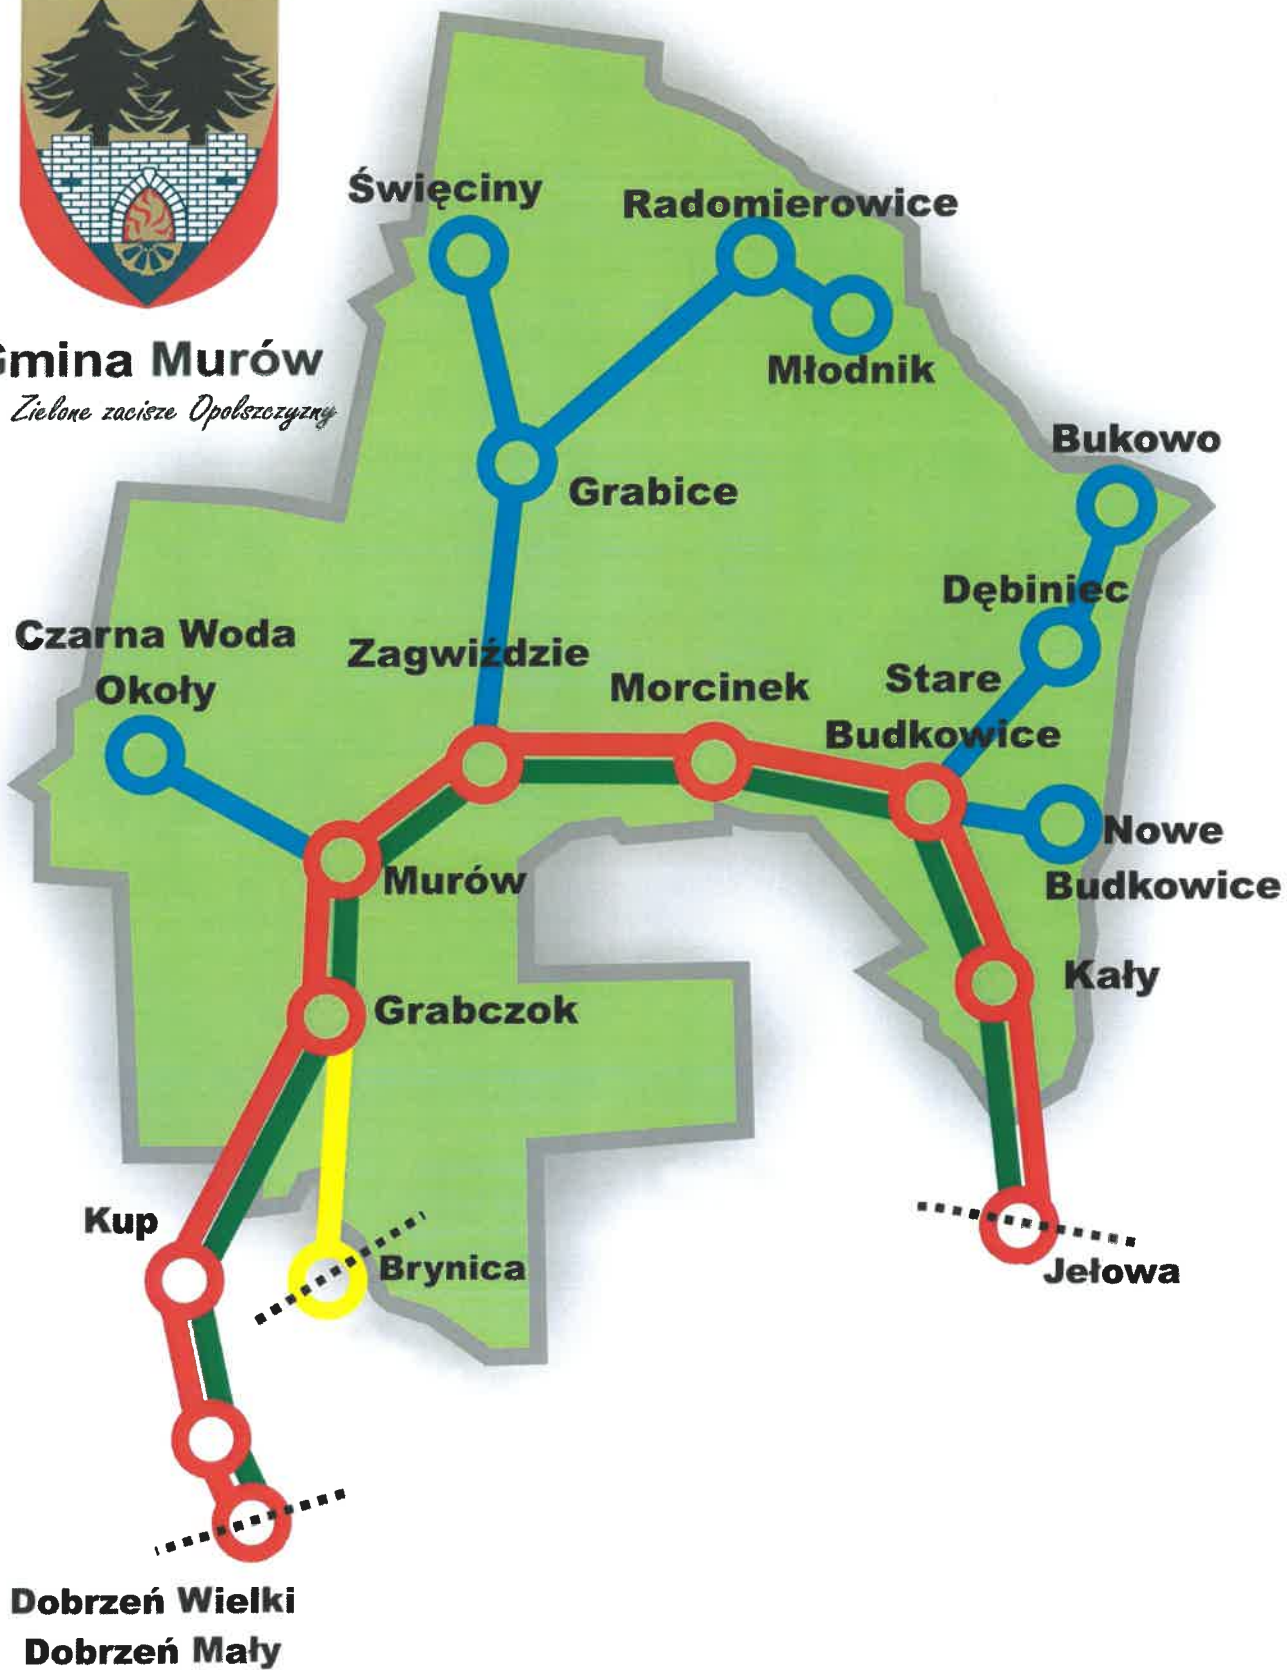 Święciny
Radomierowice
Gmina Murów
Zielone zacisze Opolszczyzny
Młodnik
Bukowo
Grabice
Dębiniec
Czarna Woda
Okoły
Zagwiździe
Morcinek
Stare
Budkowice
Nowe
Budkowice
Murów
Kały
Grabczok
Kup
Brynica
Jełowa
Dobrzeń Wielki
Dobrzeń Mały